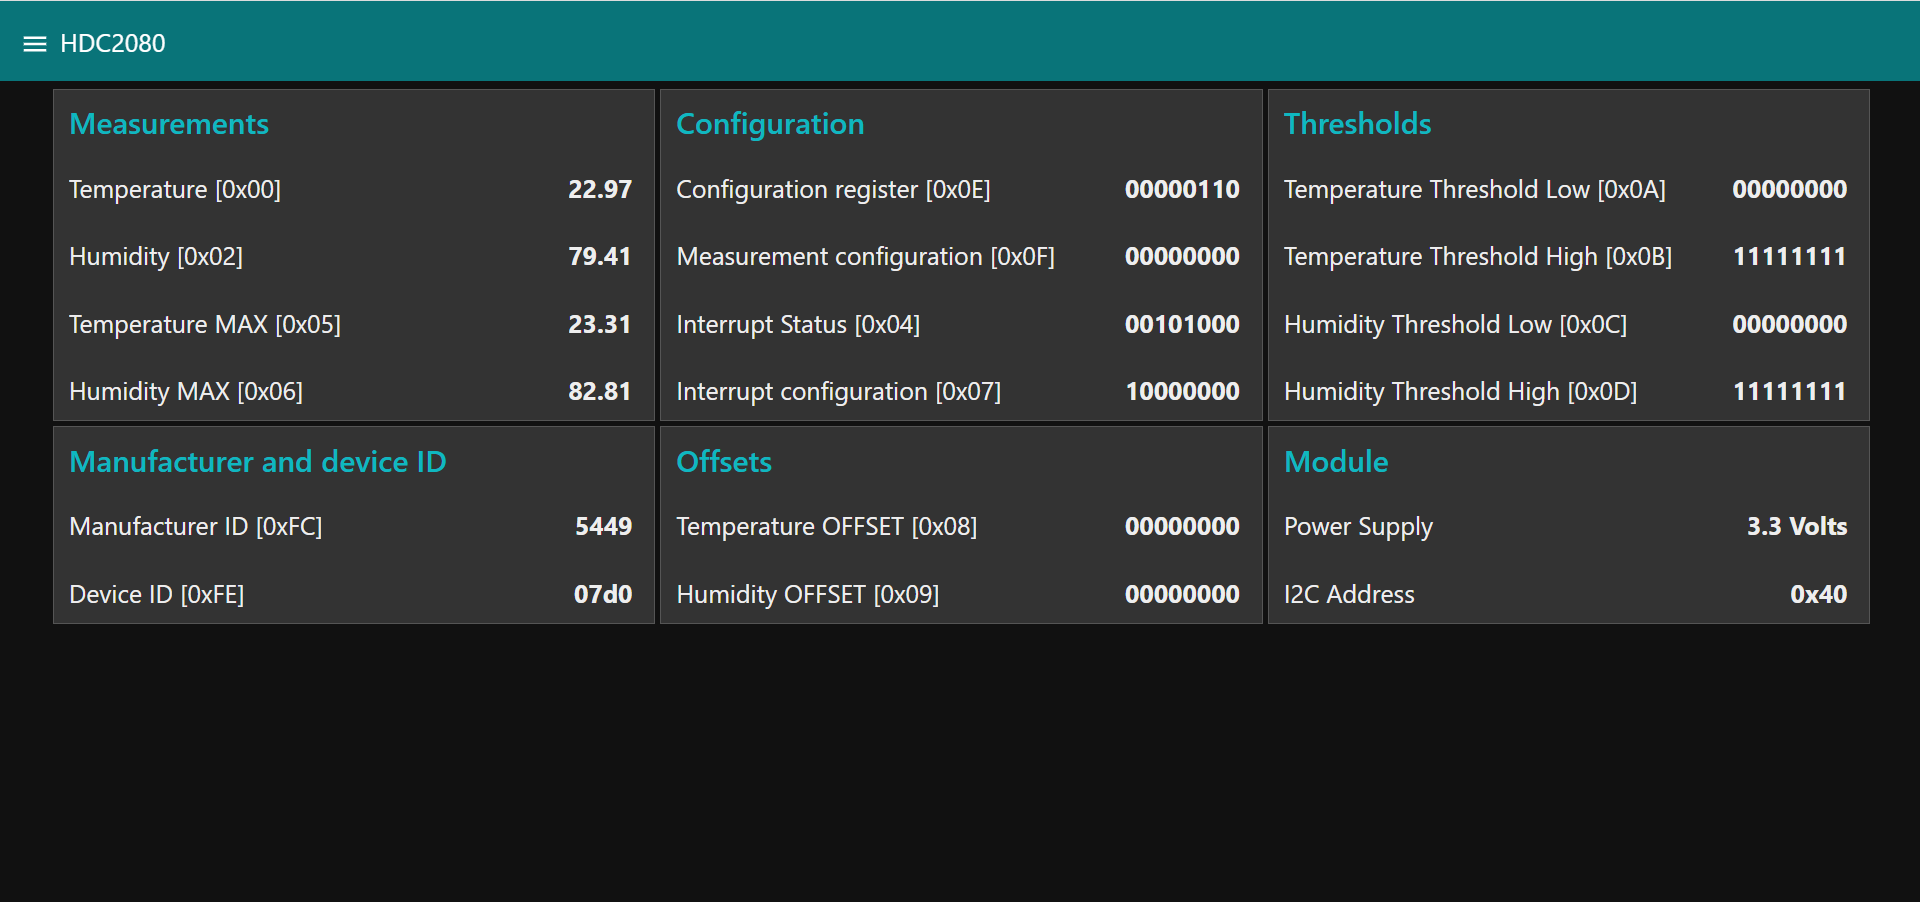 HDC2080
Measurements
Temperature [0x00] 22.97
Humidity [0x02] 79.41
Temperature MAX [0x05] 23.31
Humidity MAX [0x06] 82.81
Configuration
Configuration register [0x0E] 00000110
Measurement configuration [0x0F] 00000000
Interrupt Status [0x04] 00101000
Interrupt configuration [0x07] 10000000
Thresholds
Temperature Threshold Low [0x0A] 00000000
Temperature Threshold High [0x0B] 11111111
Humidity Threshold Low [0x0C] 00000000
Humidity Threshold High [0x0D] 11111111
Manufacturer and device ID
Manufacturer ID [0xFC] 5449
Device ID [0xFE] 07d0
Offsets
Temperature OFFSET [0x08] 00000000
Humidity OFFSET [0x09] 00000000
Module
Power Supply 3.3 Volts
I2C Address 0x40